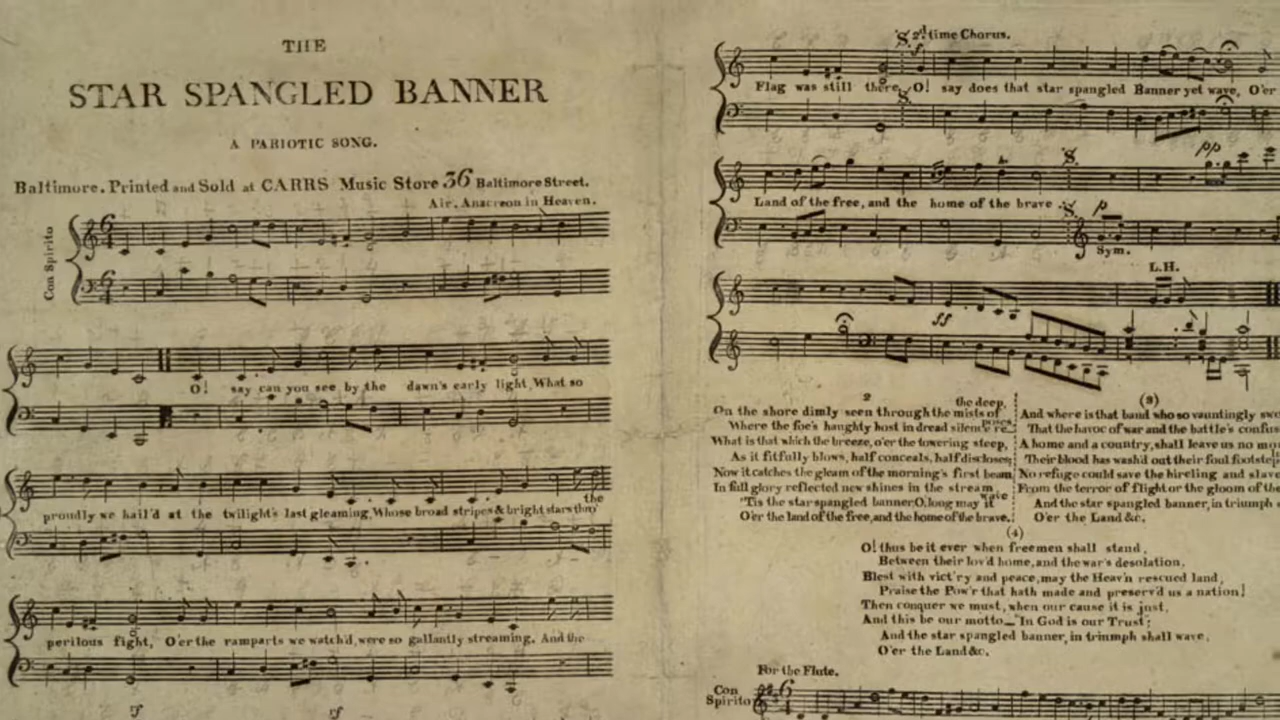 THE
STAR SPANGLED BANNER
A PARIOTIC SONG.
Baltimore. Printed and Sold at CARRS Music Store 36 Baltimore Street.
Air. Anacreon in Heaven.
Con Spirito
O! say can you see by the dawn's early light, What so
the
proudly we hail'd at the twilight's last gleaming, Whose broad stripes & bright stars thro'
perilous fight, O'er the ramparts we watch'd, were so gallantly streaming. And the
sf sf
2d time Chorus.
f
Flag was still there, O! say does that star spangled Banner yet wave, O'er
pp
Land of the free, and the home of the brave.
p
Sym.
L.H.
ff
2
the deep,
On the shore dimly seen through the mists of
Where the foe's haughty host in dread silence re-
poses,
What is that which the breeze, o'er the towering steep,
As it fitfully blows, half conceals, half discloses;
Now it catches the gleam of the morning's first beam,
In full glory reflected new shines in the stream,
wave
'Tis the star spangled banner, O, long may it
O'er the land of the free, and the home of the brave.
(3)
And where is that band who so vauntingly
That the havoc of war and the battle's
A home and a country, shall leave us no
Their blood has wash'd out their foul
No refuge could save the hireling and
From the terror of flight or the gloom of the
And the star spangled banner, in triumph
O'er the Land &c.
(4)
O! thus be it ever when freemen shall stand,
Between their lov'd home, and the war's desolation,
Blest with vict'ry and peace, may the Heav'n rescued land,
Praise the Pow'r that hath made and preserv'd us a nation!
Then conquer we must, when our cause it is just,
And this be our motto_"In God is our Trust;
And the star spangled banner, in triumph shall wave,
O'er the Land &c.
For the Flute.
Con
Spirito